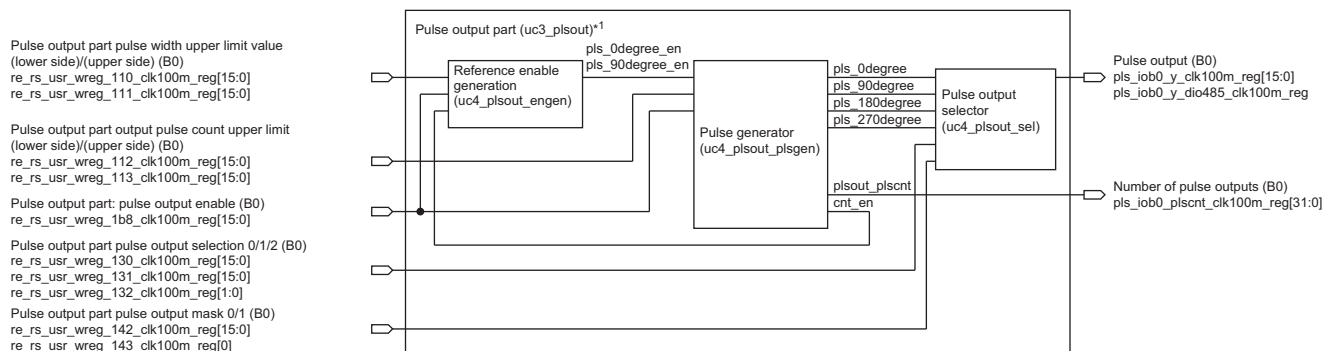 Pulse output part (uc3_plsout)*1
Pulse output part pulse width upper limit value
(lower side)/(upper side) (B0)
re_rs_usr_wreg_110_clk100m_reg[15:0]
re_rs_usr_wreg_111_clk100m_reg[15:0]
Pulse output part output pulse count upper limit
(lower side)/(upper side) (B0)
re_rs_usr_wreg_112_clk100m_reg[15:0]
re_rs_usr_wreg_113_clk100m_reg[15:0]
Pulse output part: pulse output enable (B0)
re_rs_usr_wreg_1b8_clk100m_reg[15:0]
Pulse output part pulse output selection 0/1/2 (B0)
re_rs_usr_wreg_130_clk100m_reg[15:0]
re_rs_usr_wreg_131_clk100m_reg[15:0]
re_rs_usr_wreg_132_clk100m_reg[1:0]
Pulse output part pulse output mask 0/1 (B0)
re_rs_usr_wreg_142_clk100m_reg[15:0]
re_rs_usr_wreg_143_clk100m_reg[0]
Reference enable
generation
(uc4_plsout_engen)
pls_0degree_en
pls_90degree_en
Pulse generator
(uc4_plsout_plsgen)
pls_0degree
pls_90degree
pls_180degree
pls_270degree
plsout_plscnt
cnt_en
Pulse output
selector
(uc4_plsout_sel)
Pulse output (B0)
pls_iob0_y_clk100m_reg[15:0]
pls_iob0_y_dio485_clk100m_reg
Number of pulse outputs (B0)
pls_iob0_plscnt_clk100m_reg[31:0]